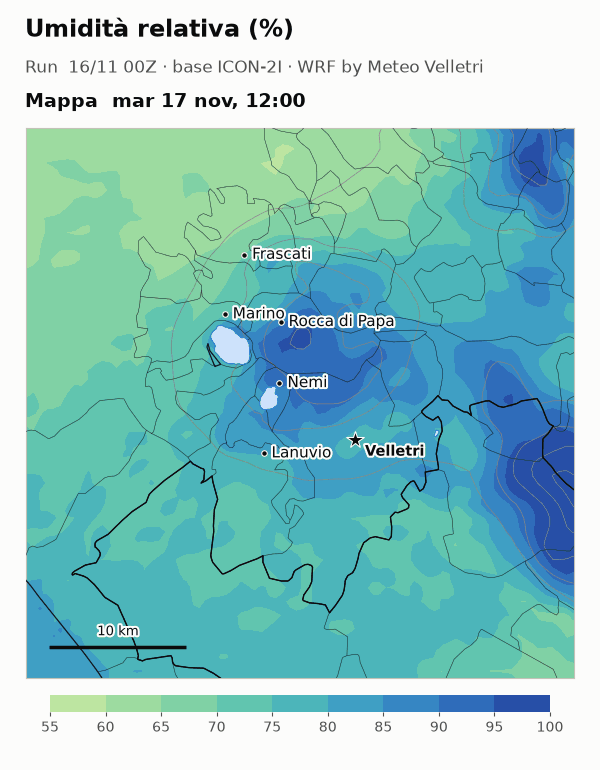 Umidità relativa (%)
Run  16/11 00Z · base ICON-2I · WRF by Meteo Velletri
Mappa  mar 17 nov, 12:00
Frascati
Marino
Rocca di Papa
Nemi
Velletri
Lanuvio
10 km
55 60 65 70 75 80 85 90 95 100